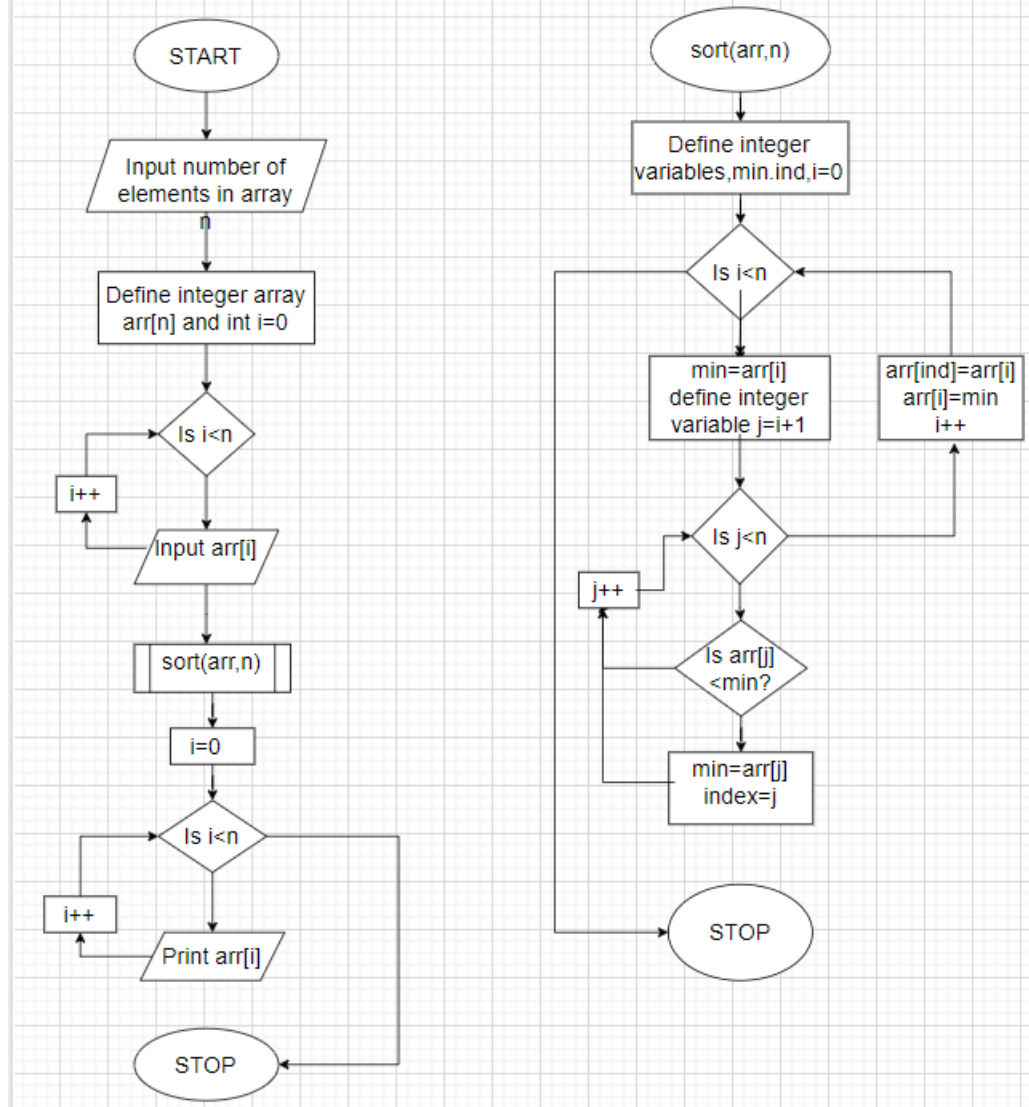 START
Input number of
elements in array
n
Define integer array
arr[n] and int i=0
Is i<n
i++
Input arr[i]
sort(arr,n)
i=0
Is i<n
i++
Print arr[i]
STOP
sort(arr,n)
Define integer
variables,min.ind,i=0
Is i<n
min=arr[i]
define integer
variable j=i+1
arr[ind]=arr[i]
arr[i]=min
i++
Is j<n
j++
Is arr[j]
<min?
min=arr[j]
index=j
STOP